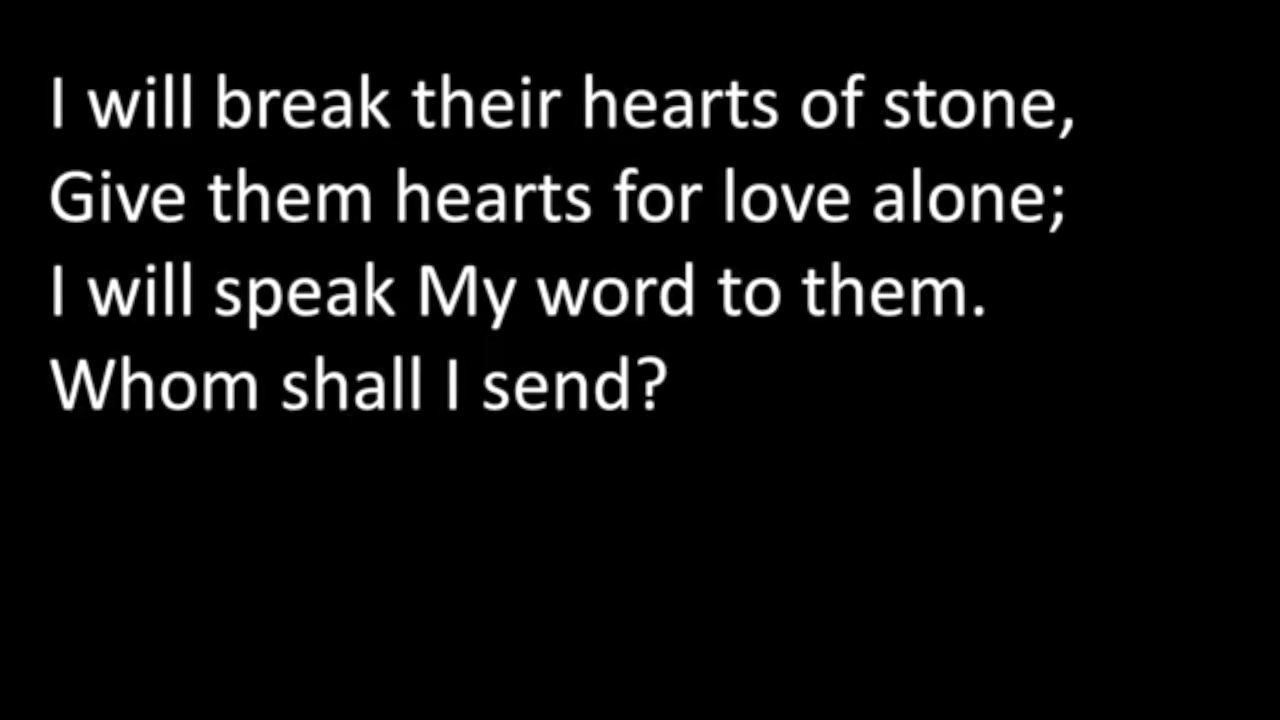 I will break their hearts of stone,
Give them hearts for love alone;
I will speak My word to them.
Whom shall I send?